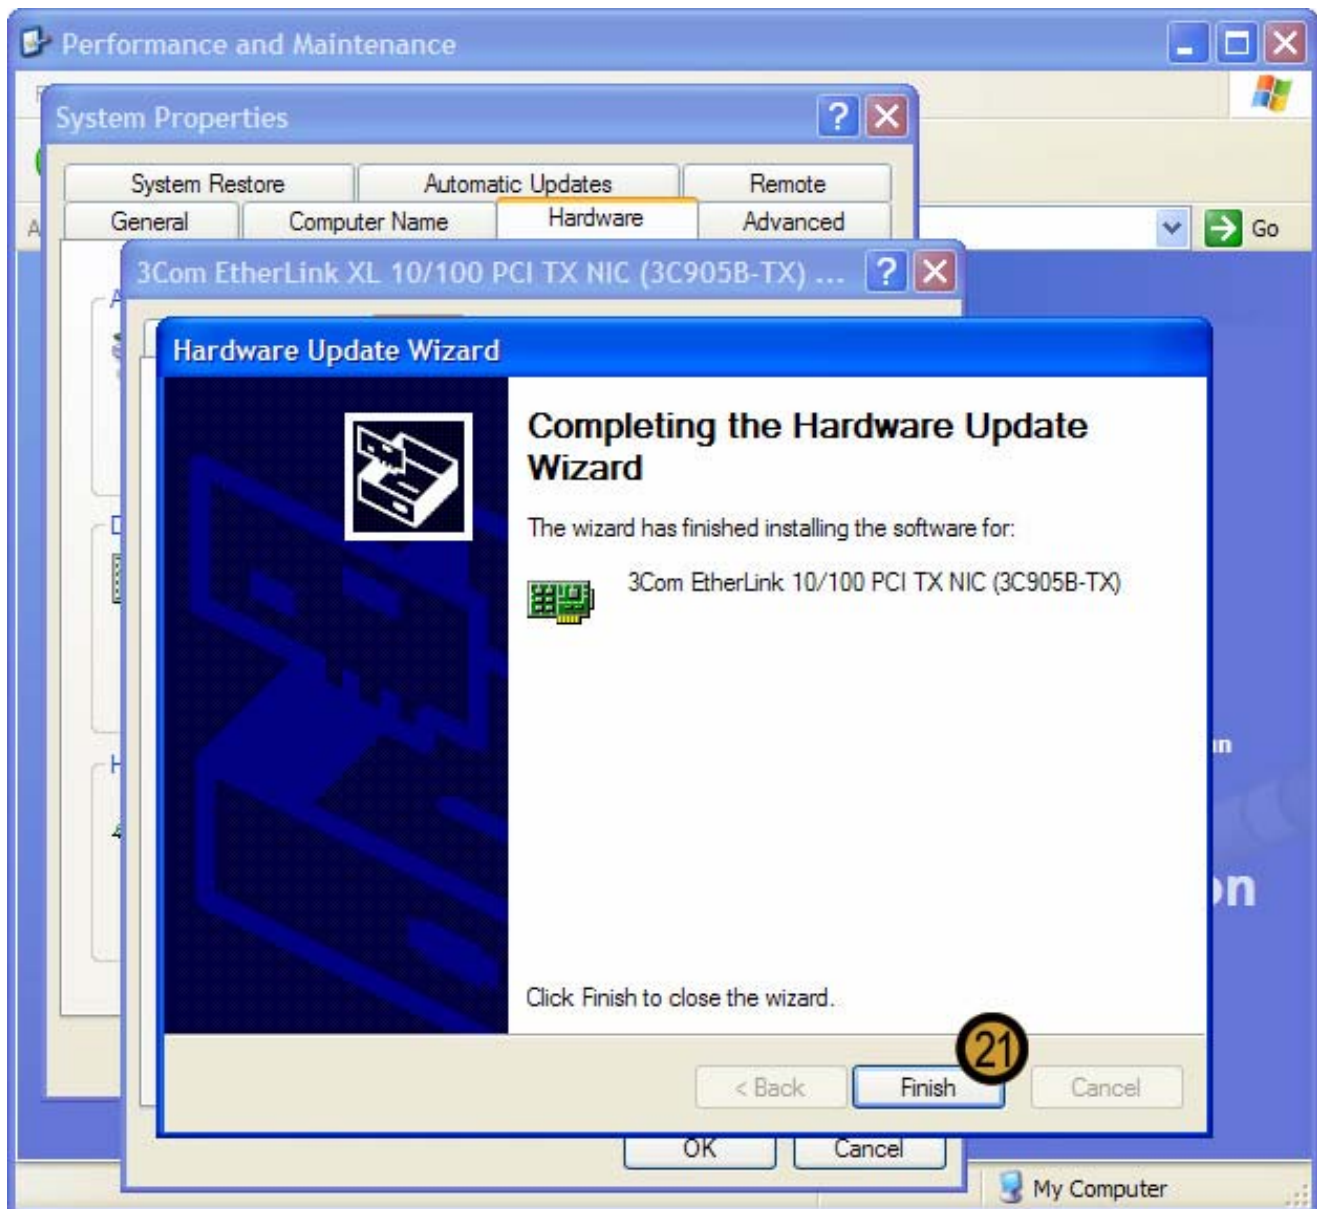 Performance and Maintenance
System Properties
System Restore Automatic Updates Remote
General Computer Name Hardware Advanced
Go
3Com EtherLink XL 10/100 PCI TX NIC (3C905B-TX) ...
Hardware Update Wizard
Completing the Hardware Update
Wizard
The wizard has finished installing the software for:
3Com EtherLink 10/100 PCI TX NIC (3C905B-TX)
Click Finish to close the wizard.
21
< Back Finish Cancel
OK Cancel
My Computer